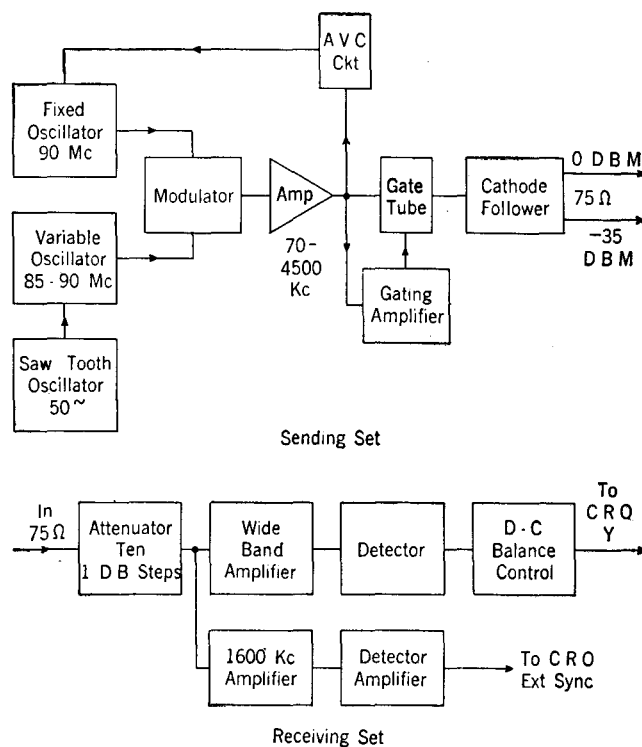 A V C
Ckt
Fixed
Oscillator
90 Mc
Modulator
Amp
70-
4500
Kc
Gate
Tube
Cathode
Follower
0 DBM
75 Ω
-35
DBM
Variable
Oscillator
85 - 90 Mc
Gating
Amplifier
Saw Tooth
Oscillator
50~
Sending Set
In
75 Ω
Attenuator
Ten
1 D B Steps
Wide
Band
Amplifier
Detector
D - C
Balance
Control
To
C R O
Y
1600 Kc
Amplifier
Detector
Amplifier
To C R O
Ext Sync
Receiving Set